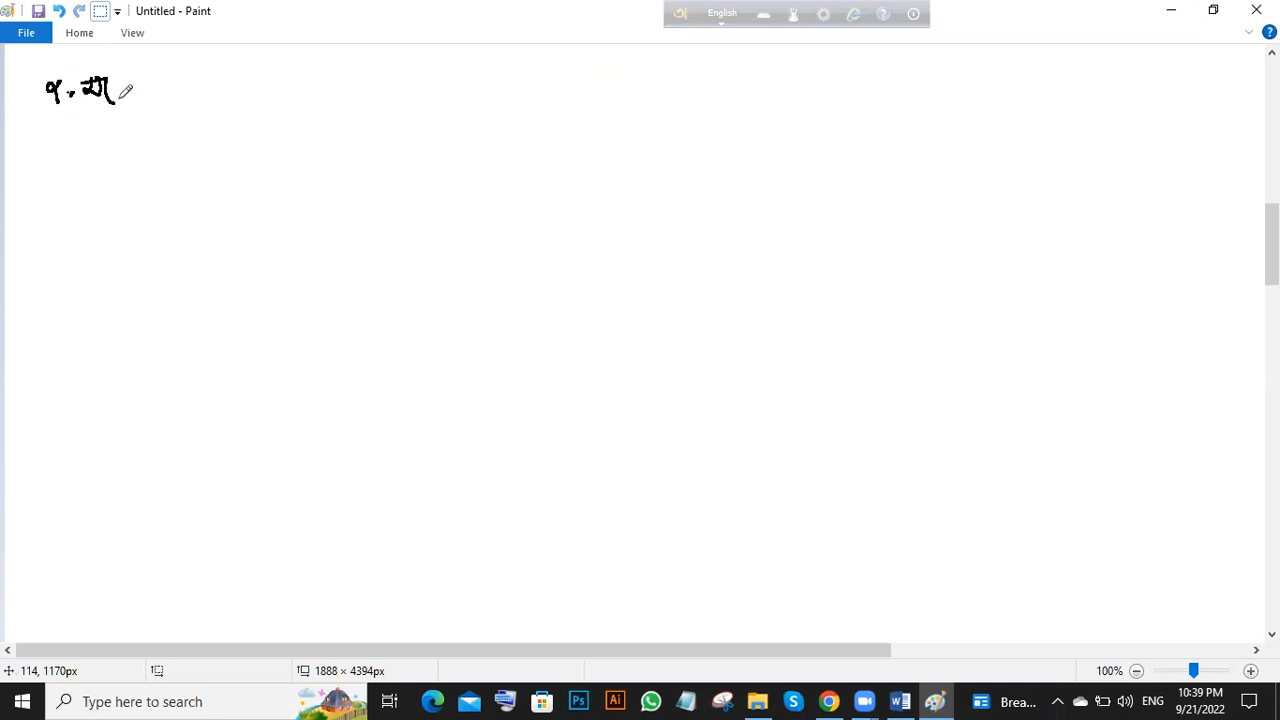 Untitled - Paint
English
File
Home
View
114, 1170px
1888 × 4394px
100%
Type here to search
Brea...
ENG
10:39 PM
9/21/2022